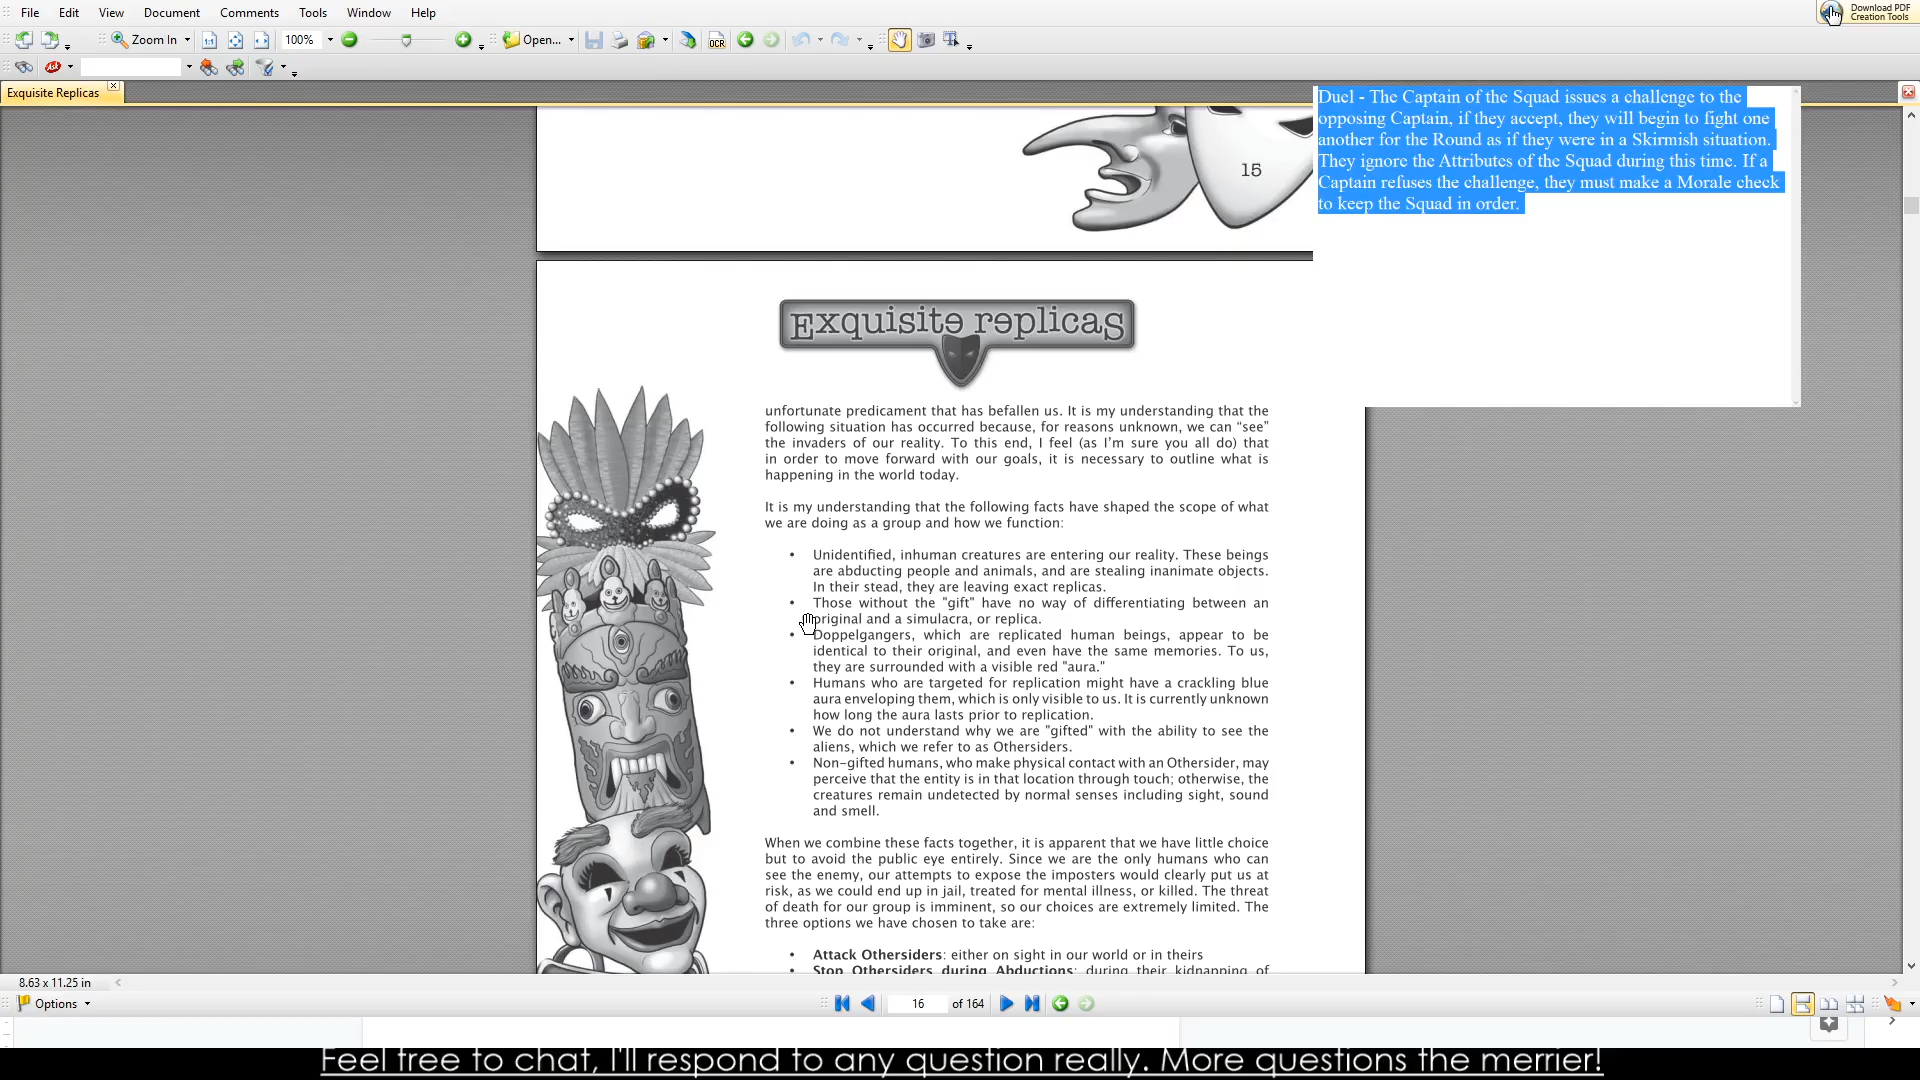 File Edit View Document Comments Tools Window Help
Download PDF
Creation Tools
Zoom In 100% Open... OCR
Ask
Exquisite Replicas
Duel - The Captain of the Squad issues a challenge to the
opposing Captain, if they accept, they will begin to fight one
another for the Round as if they were in a Skirmish situation.
They ignore the Attributes of the Squad during this time. If a
Captain refuses the challenge, they must make a Morale check
to keep the Squad in order.
15
Exquisite replicas
unfortunate predicament that has befallen us. It is my understanding that the
following situation has occurred because, for reasons unknown, we can “see”
the invaders of our reality. To this end, I feel (as I’m sure you all do) that
in order to move forward with our goals, it is necessary to outline what is
happening in the world today.
It is my understanding that the following facts have shaped the scope of what
we are doing as a group and how we function:
• Unidentified, inhuman creatures are entering our reality. These beings
are abducting people and animals, and are stealing inanimate objects.
In their stead, they are leaving exact replicas.
• Those without the "gift" have no way of differentiating between an
original and a simulacra, or replica.
• Doppelgangers, which are replicated human beings, appear to be
identical to their original, and even have the same memories. To us,
they are surrounded with a visible red "aura."
• Humans who are targeted for replication might have a crackling blue
aura enveloping them, which is only visible to us. It is currently unknown
how long the aura lasts prior to replication.
• We do not understand why we are "gifted" with the ability to see the
aliens, which we refer to as Othersiders.
• Non-gifted humans, who make physical contact with an Othersider, may
perceive that the entity is in that location through touch; otherwise, the
creatures remain undetected by normal senses including sight, sound
and smell.
When we combine these facts together, it is apparent that we have little choice
but to avoid the public eye entirely. Since we are the only humans who can
see the enemy, our attempts to expose the imposters would clearly put us at
risk, as we could end up in jail, treated for mental illness, or killed. The threat
of death for our group is imminent, so our choices are extremely limited. The
three options we have chosen to take are:
• Attack Othersiders: either on sight in our world or in theirs
• Stop Othersiders during Abductions: during their kidnapping of
8.63 x 11.25 in
Options 16 of 164
Feel free to chat, I'll respond to any question really. More questions the merrier!